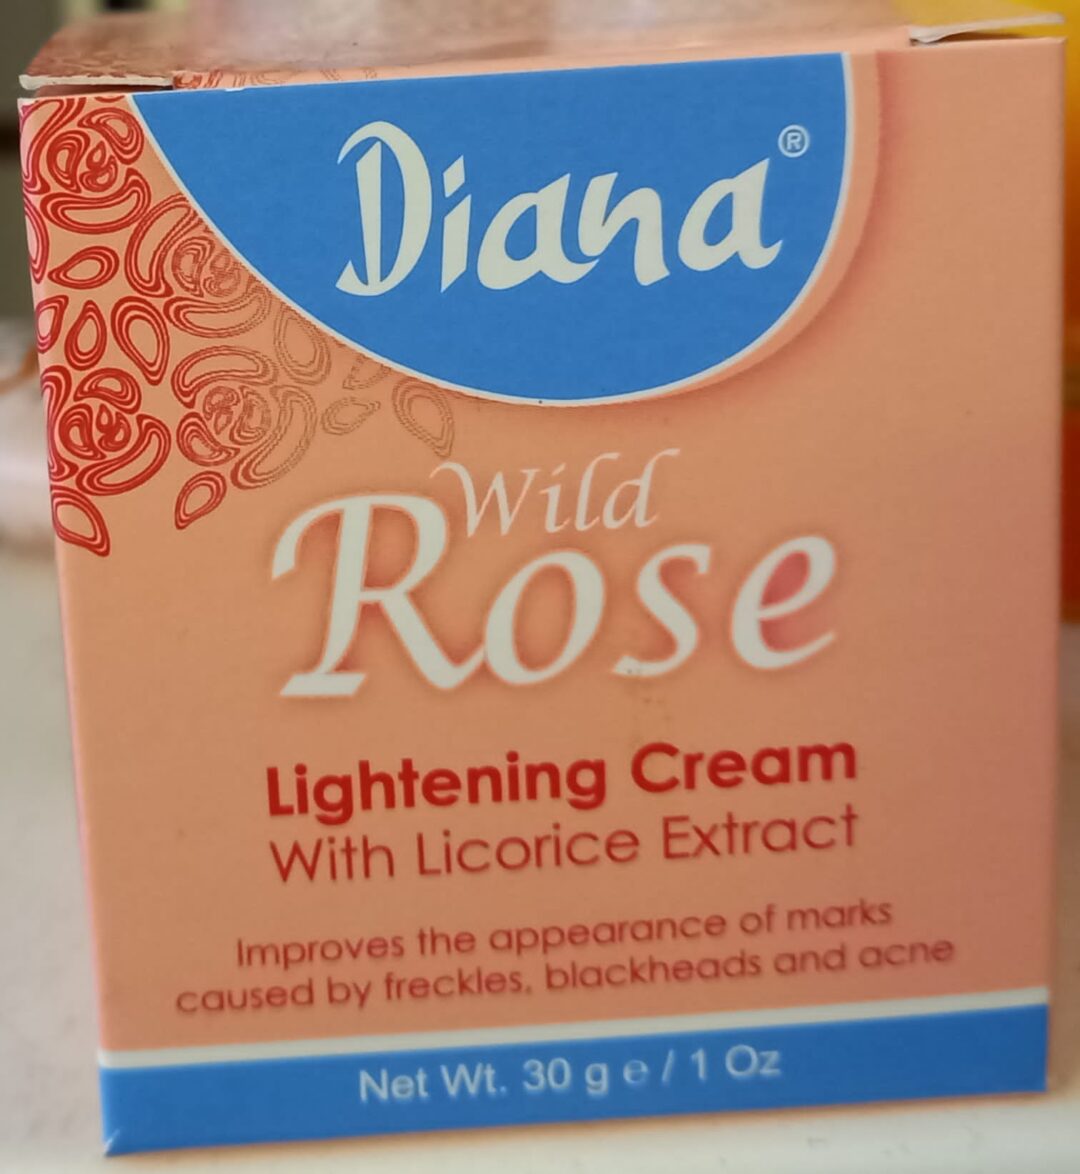 Diana®
Wild
Rose
Lightening Cream
With Licorice Extract
Improves the appearance of marks
caused by freckles, blackheads and acne
Net Wt. 30 g e / 1 Oz